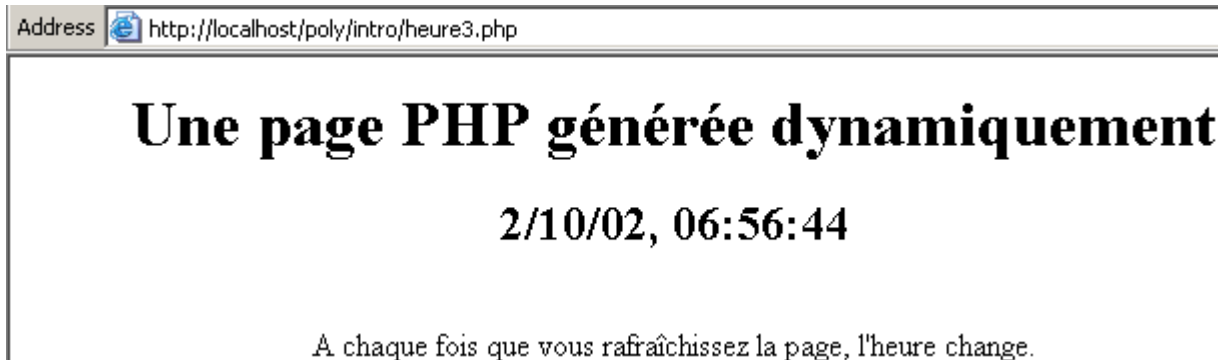 Address http://localhost/poly/intro/heure3.php
Une page PHP générée dynamiquement
2/10/02, 06:56:44
A chaque fois que vous rafraîchissez la page, l'heure change.